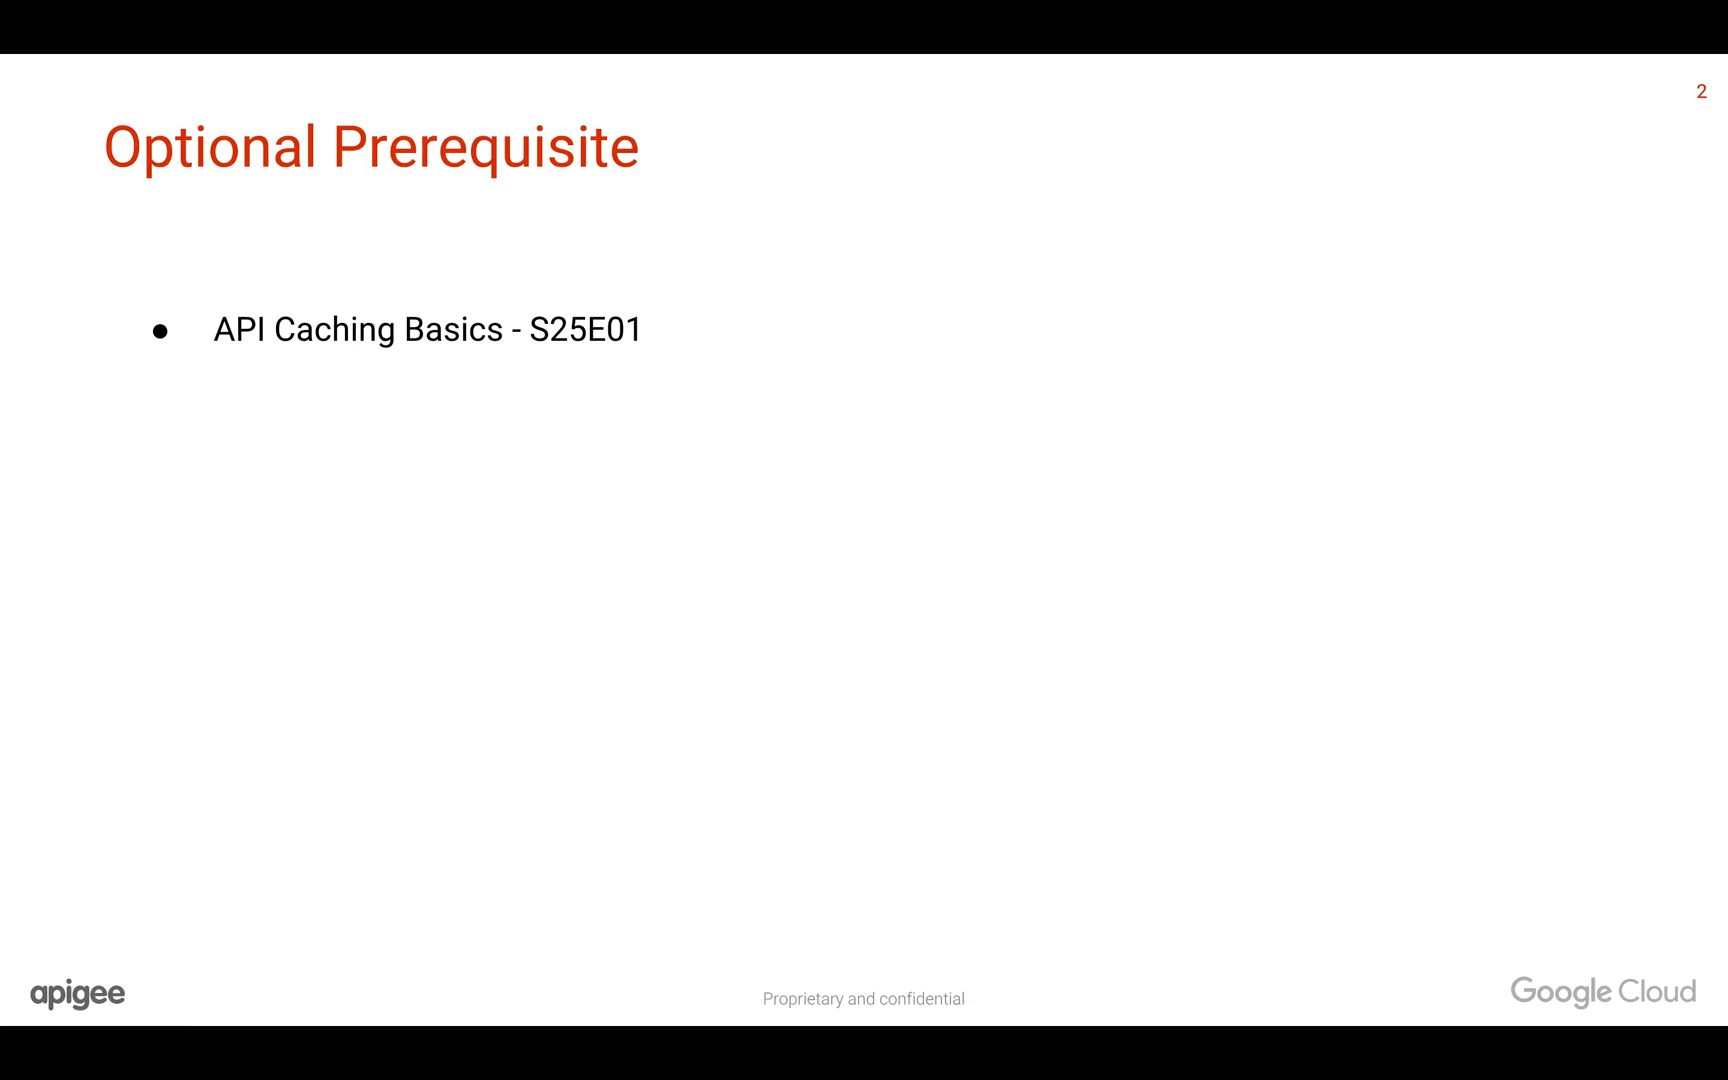 2
Optional Prerequisite
● API Caching Basics - S25E01
apigee
Proprietary and confidential
Google Cloud